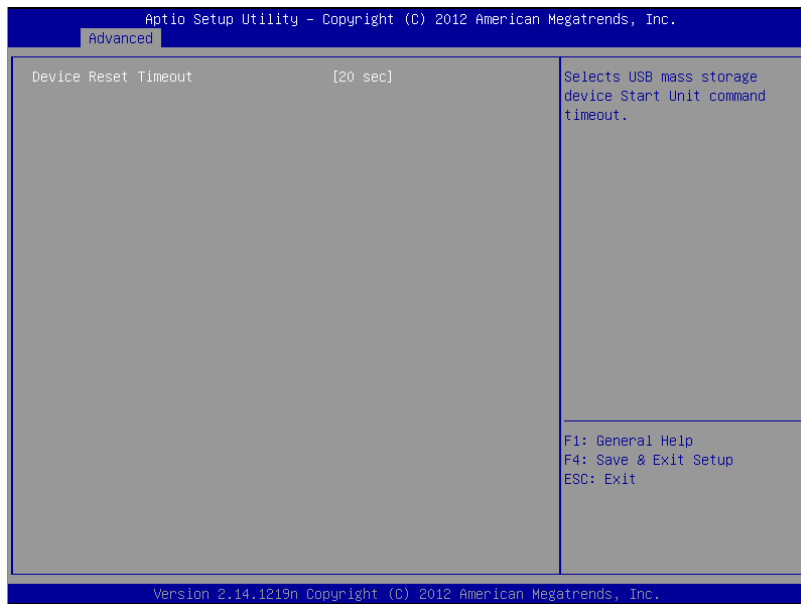 Aptio Setup Utility – Copyright (C) 2012 American Megatrends, Inc.
Advanced
Device Reset Timeout [20 sec]
Selects USB mass storage
device Start Unit command
timeout.
F1: General Help
F4: Save & Exit Setup
ESC: Exit
Version 2.14.1219n Copyright (C) 2012 American Megatrends, Inc.